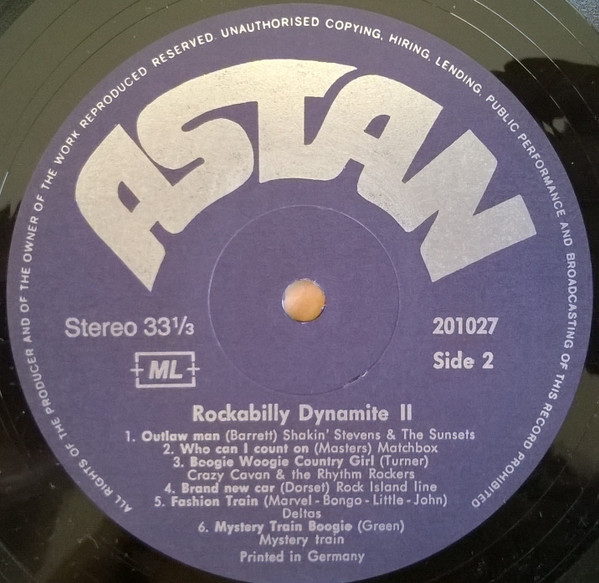 ALL RIGHTS OF THE PRODUCER AND OF THE OWNER OF THE WORK REPRODUCED RESERVED. UNAUTHORISED COPYING, HIRING, LENDING, PUBLIC PERFORMANCE AND BROADCASTING OF THIS RECORD PROHIBITED
ASTAN
Stereo 33⅓
201027
ML
Side 2
Rockabilly Dynamite II
1. Outlaw man (Barrett) Shakin' Stevens & The Sunsets
2. Who can I count on (Masters) Matchbox
3. Boogie Woogie Country Girl (Turner)
Crazy Cavan & the Rhythm Rockers
4. Brand new car (Dorset) Rock Island line
5. Fashion Train (Marvel-Bongo-Little-John)
Deltas
6. Mystery Train Boogie (Green)
Mystery train
Printed in Germany